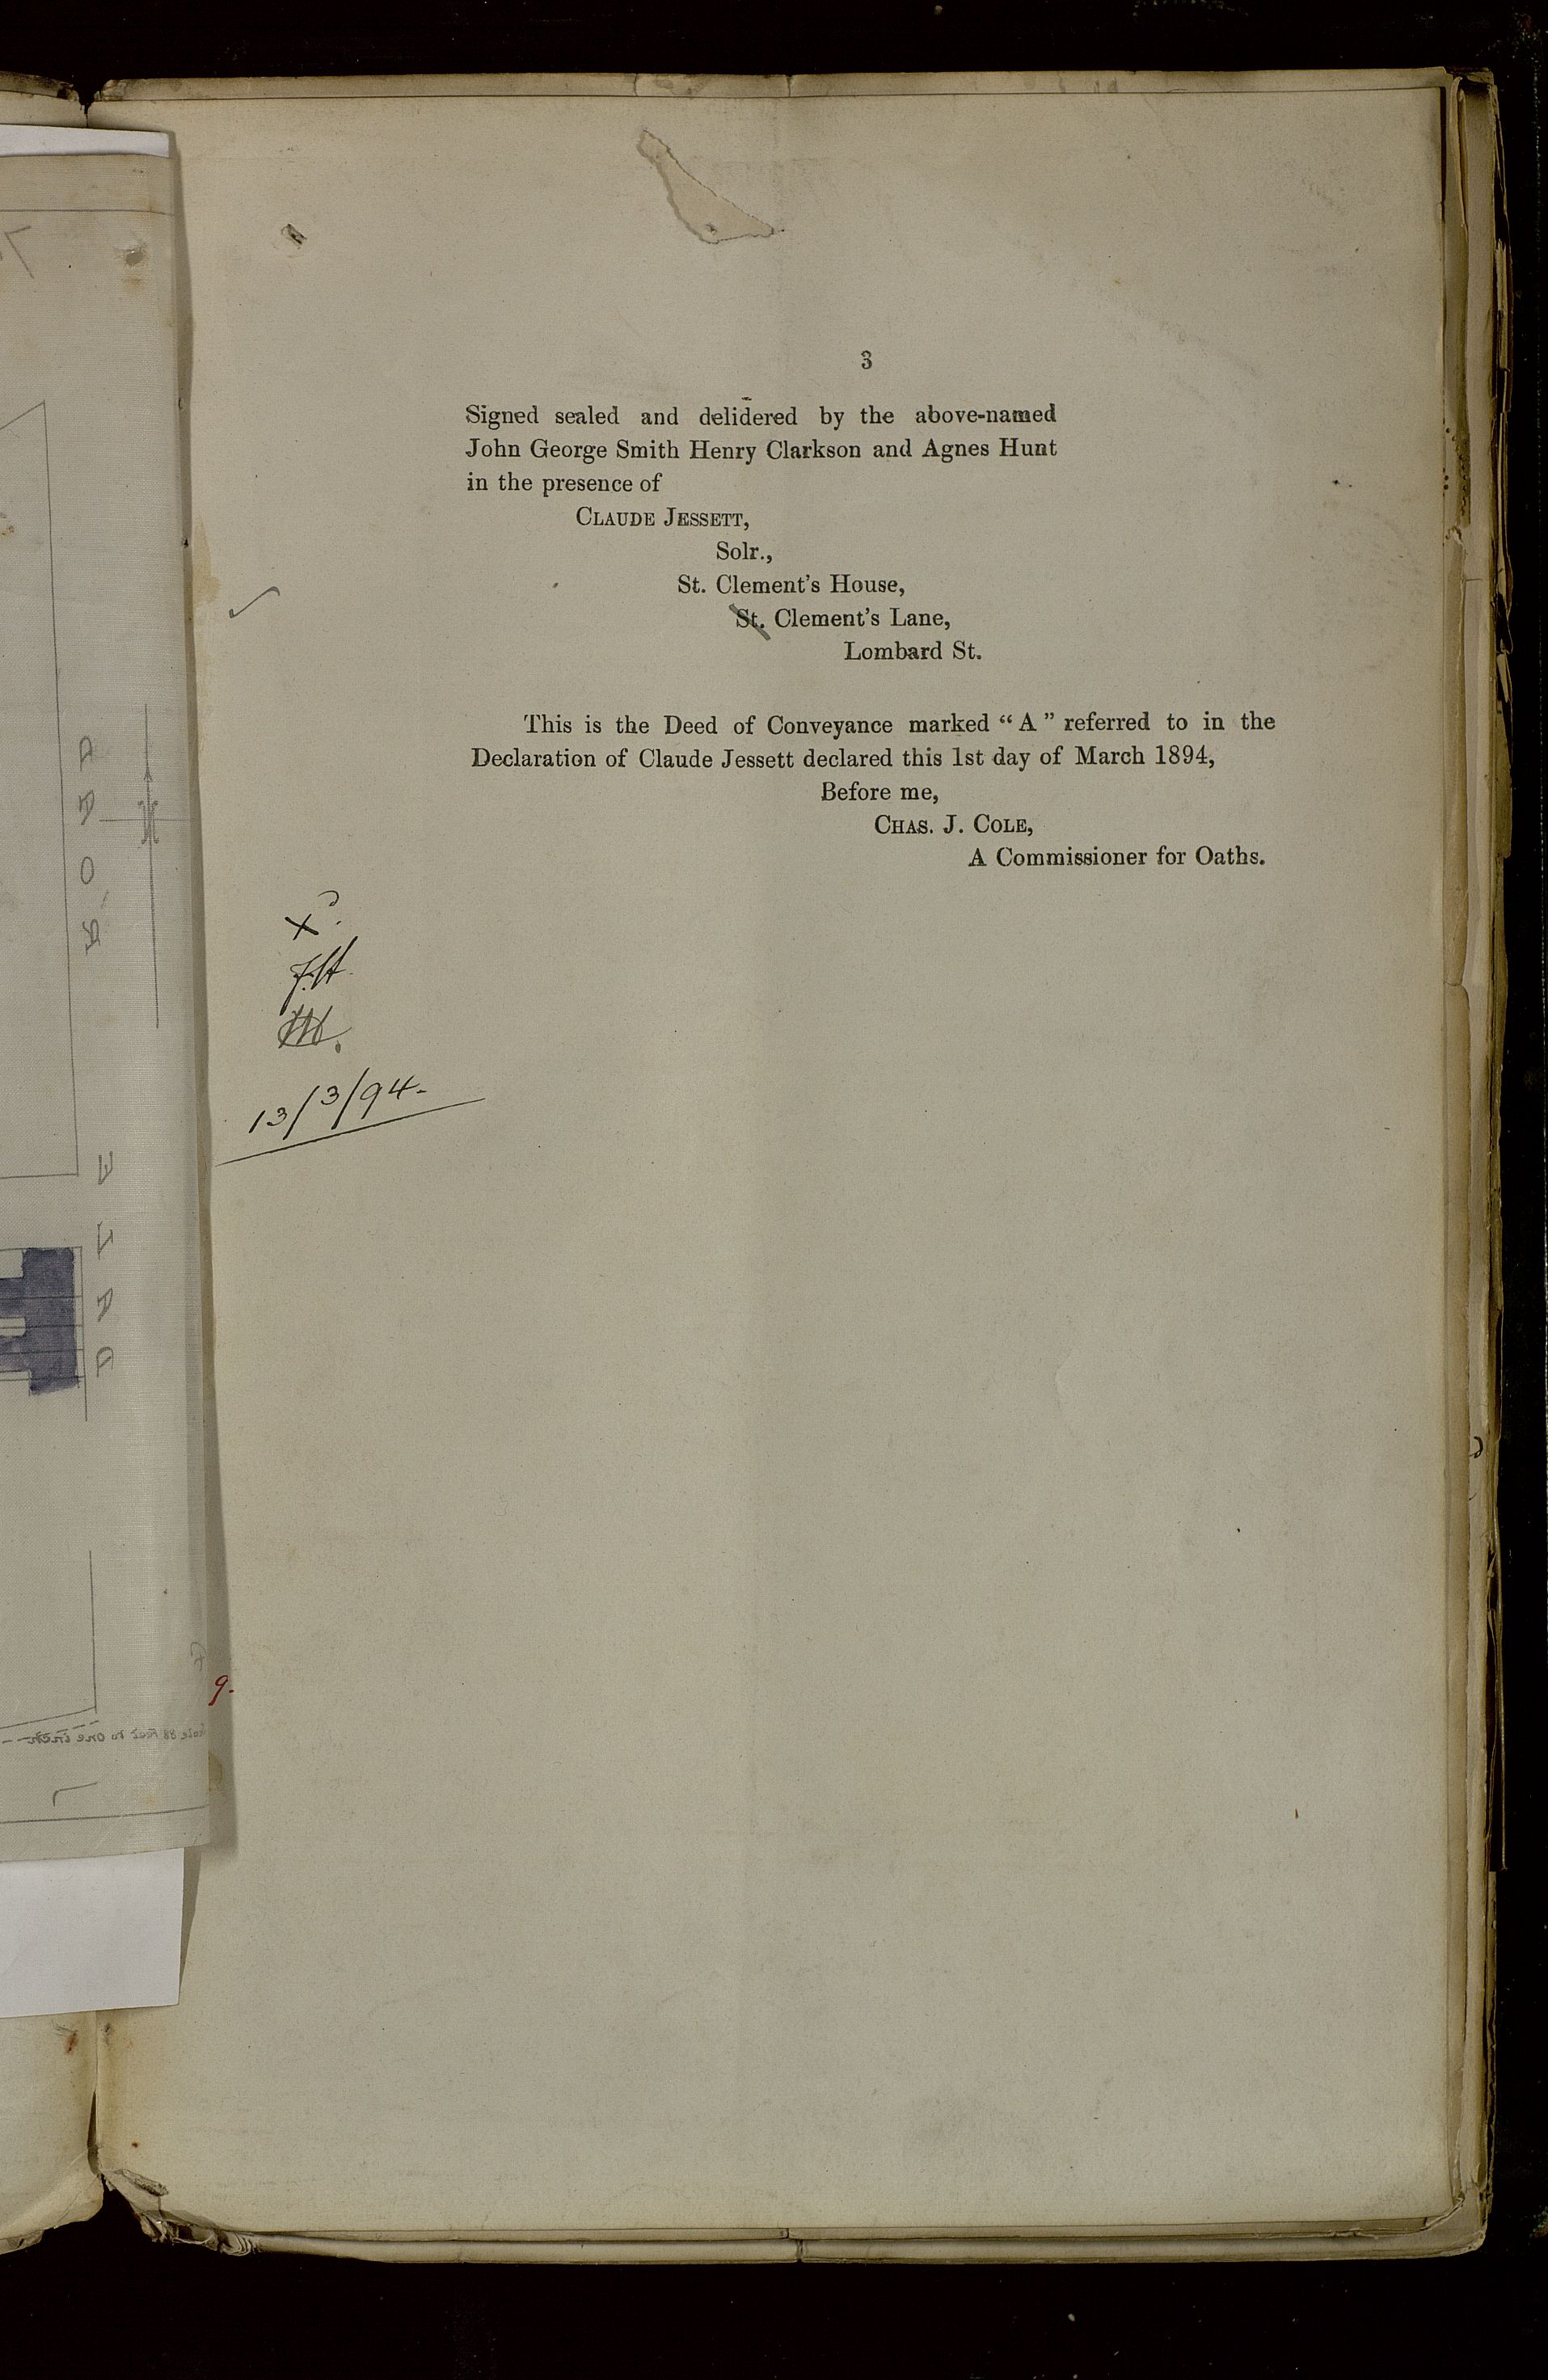 3
Signed sealed and delidered by the above-named
John George Smith Henry Clarkson and Agnes Hunt
in the presence of
CLAUDE JESSETT,
Solr.,
St. Clement's House,
St. Clement's Lane,
Lombard St.
This is the Deed of Conveyance marked “ A ” referred to in the
Declaration of Claude Jessett declared this 1st day of March 1894,
Before me,
CHAS. J. COLE,
A Commissioner for Oaths.
13/3/94.
9.
ROAD
DALE